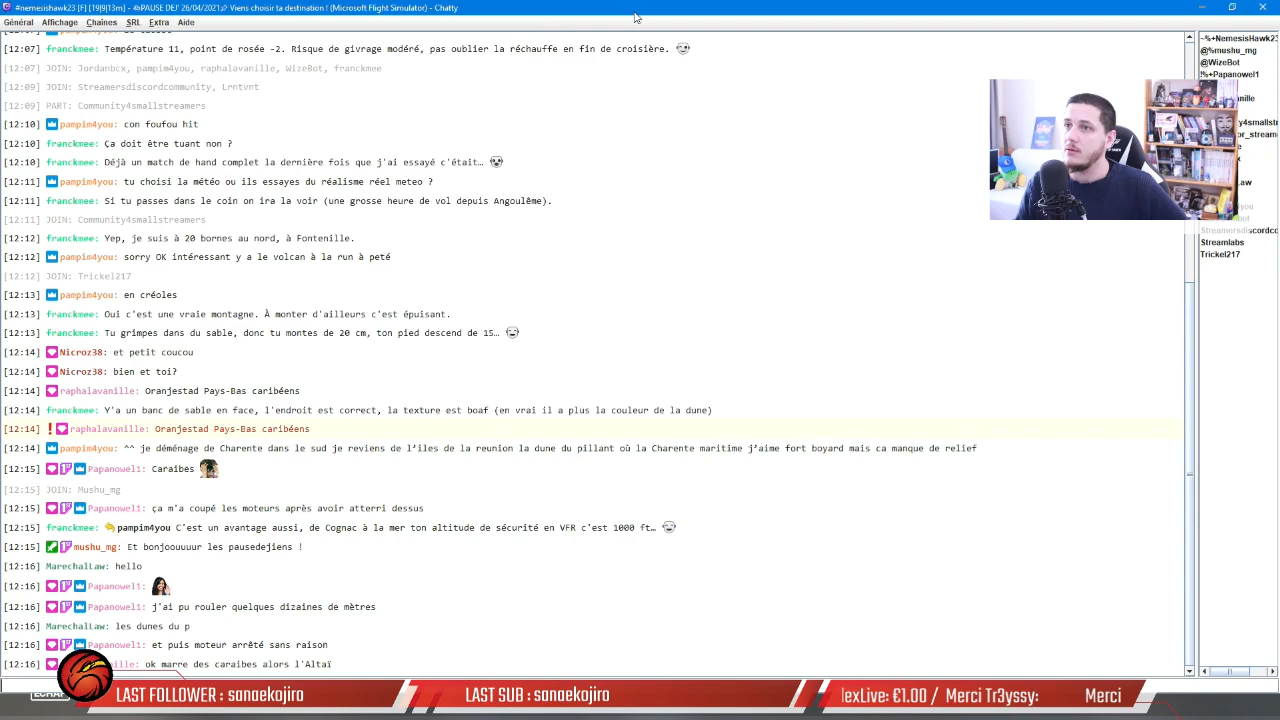 #nemesishawk23 [F] [19|9|13m] - PAUSE DEJ' 26/04/2021 Viens choisir ta destination ! (Microsoft Flight Simulator) - Chatty
Général Affichage Chaînes SRL Extra Aide
[12:07] franckmee: Température 11, point de rosée -2. Risque de givrage modéré, pas oublier la réchauffe en fin de croisière.
[12:07] JOIN: Jordanbcx, pampim4you, raphalavanille, WizeBot, franckmee
[12:09] JOIN: Streamersdiscordcommunity, Lrntvnt
[12:09] PART: Community4smallstreamers
[12:10] pampim4you: con foufou hit
[12:10] franckmee: Ça doit être tuant non ?
[12:10] franckmee: Déjà un match de hand complet la dernière fois que j'ai essayé c'était…
[12:11] pampim4you: tu choisi la météo ou ils essayes du réalisme réel meteo ?
[12:11] franckmee: Si tu passes dans le coin on ira la voir (une grosse heure de vol depuis Angoulême).
[12:11] JOIN: Community4smallstreamers
[12:12] franckmee: Yep, je suis à 20 bornes au nord, à Fontenille.
[12:12] pampim4you: sorry OK intéressant y a le volcan à la run à peté
[12:12] JOIN: Trickel217
[12:13] pampim4you: en créoles
[12:13] franckmee: Oui c'est une vraie montagne. À monter d'ailleurs c'est épuisant.
[12:13] franckmee: Tu grimpes dans du sable, donc tu montes de 20 cm, ton pied descend de 15…
[12:14] Nicroz38: et petit coucou
[12:14] Nicroz38: bien et toi?
[12:14] raphalavanille: Oranjestad Pays-Bas caribéens
[12:14] franckmee: Y'a un banc de sable en face, l'endroit est correct, la texture est boaf (en vrai il a plus la couleur de la dune)
[12:14] raphalavanille: Oranjestad Pays-Bas caribéens
[12:14] pampim4you: ^^ je déménage de Charente dans le sud je reviens de l’îles de la reunion la dune du pillant où la Charente maritime j’aime fort boyard mais ca manque de relief
[12:15] Papanowel1: Caraibes
[12:15] JOIN: Mushu_mg
[12:15] Papanowel1: ça m'a coupé les moteurs après avoir atterri dessus
[12:15] franckmee: pampim4you C'est un avantage aussi, de Cognac à la mer ton altitude de sécurité en VFR c'est 1000 ft…
[12:15] mushu_mg: Et bonjoouuuur les pausedejiens !
[12:16] MarechalLaw: hello
[12:16] Papanowel1:
[12:16] Papanowel1: j'ai pu rouler quelques dizaines de mètres
[12:16] MarechalLaw: les dunes du p
[12:16] Papanowel1: et puis moteur arrêté sans raison
[12:16] ille: ok marre des caraibes alors l'Altaï
~%+NemesisHawk23
@%mushu_mg
@WizeBot
!%+Papanowel1
Streamersdiscordco
Streamlabs
Trickel217
LAST FOLLOWER : sanaekojira
LAST SUB : sanaekojira
lexLive: €1.00 / Merci Tr3yssy: Merci